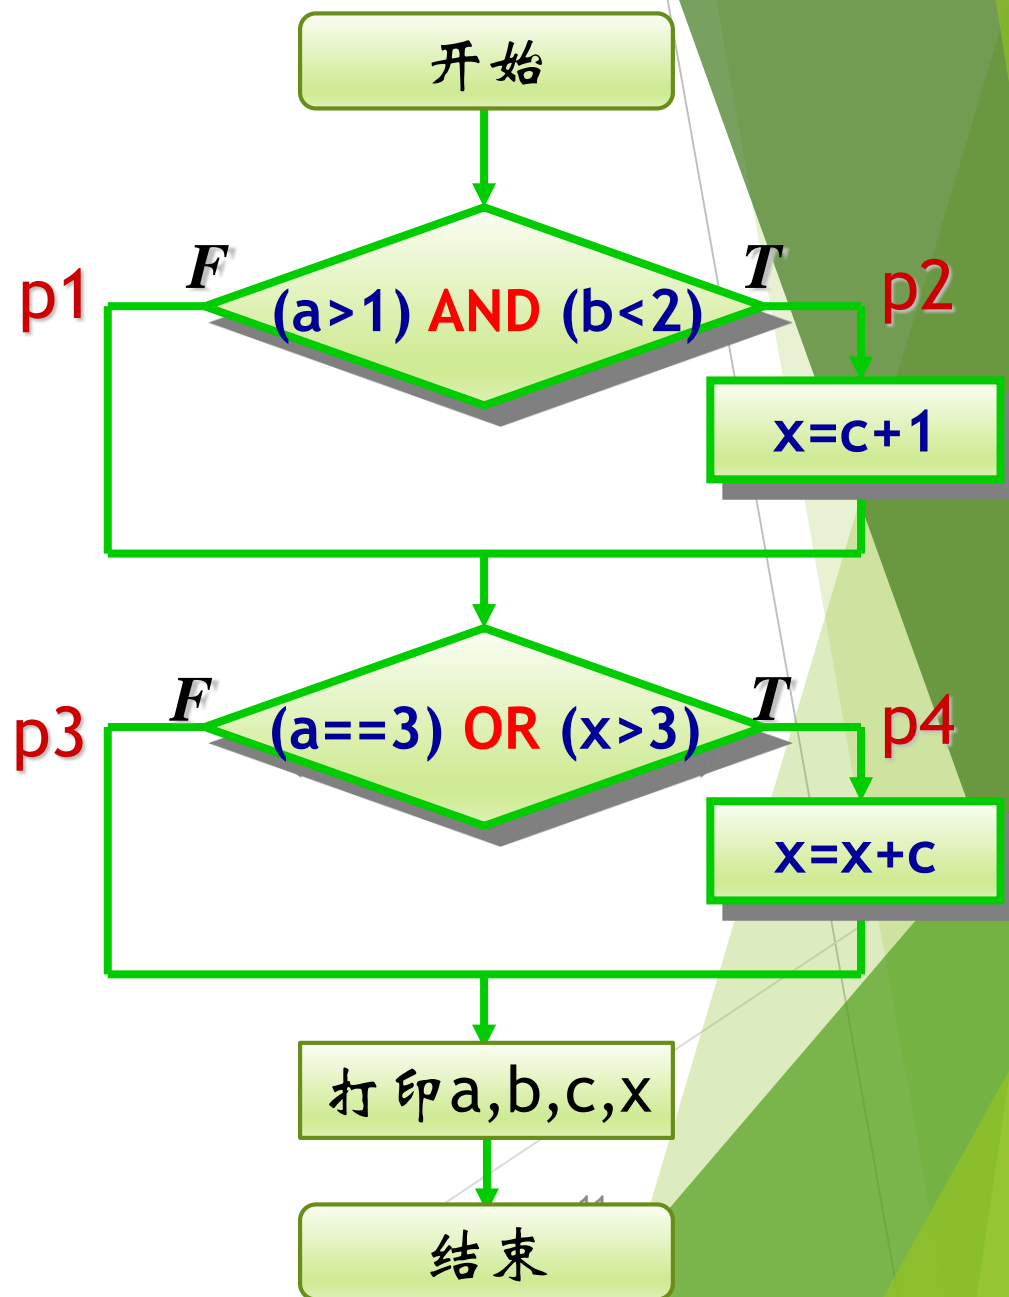 开始
F
T
p1
p2
(a>1) AND (b<2)
x=c+1
F
T
p3
p4
(a==3) OR (x>3)
x=x+c
打印a,b,c,x
结束